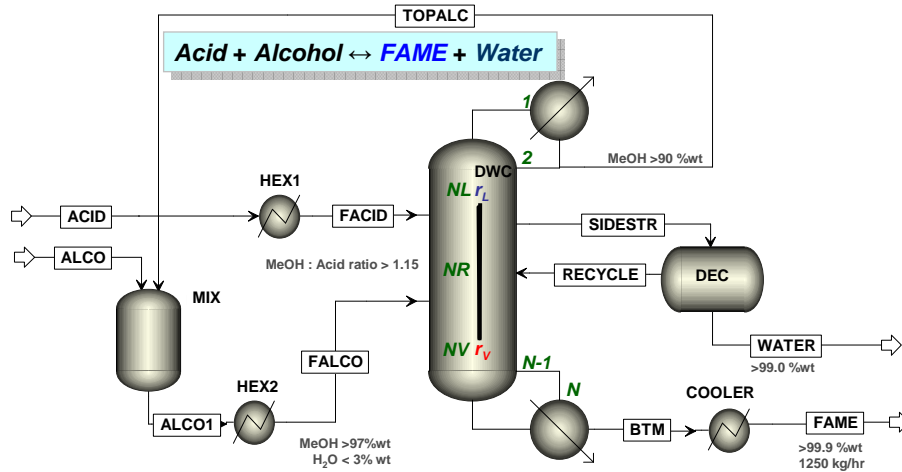 TOPALC
Acid + Alcohol ↔ FAME + Water
1
2
MeOH >90 %wt
DWC
HEX1
NL r_L
ACID
FACID
SIDESTR
ALCO
MeOH : Acid ratio > 1.15
NR
RECYCLE
DEC
MIX
FALCO
NV r_V
WATER
>99.0 %wt
N-1
HEX2
N
COOLER
ALCO1
BTM
FAME
MeOH >97%wt
H₂O < 3% wt
>99.9 %wt
1250 kg/hr